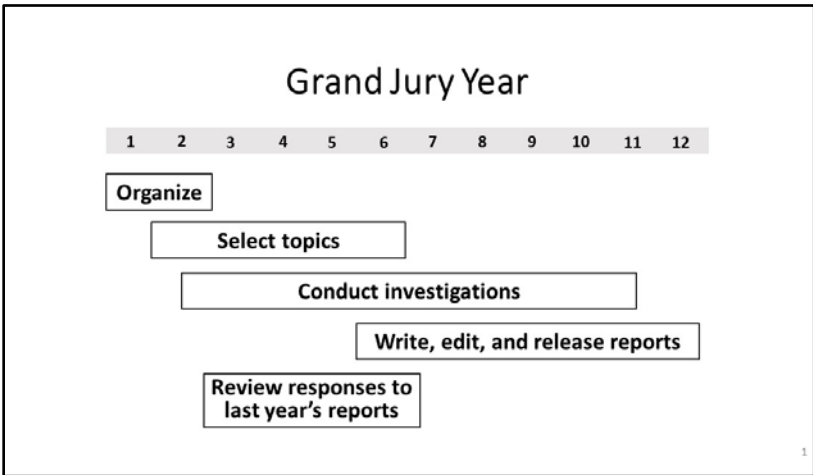 Grand Jury Year
1 2 3 4 5 6 7 8 9 10 11 12
Organize
Select topics
Conduct investigations
Write, edit, and release reports
Review responses to
last year's reports
1